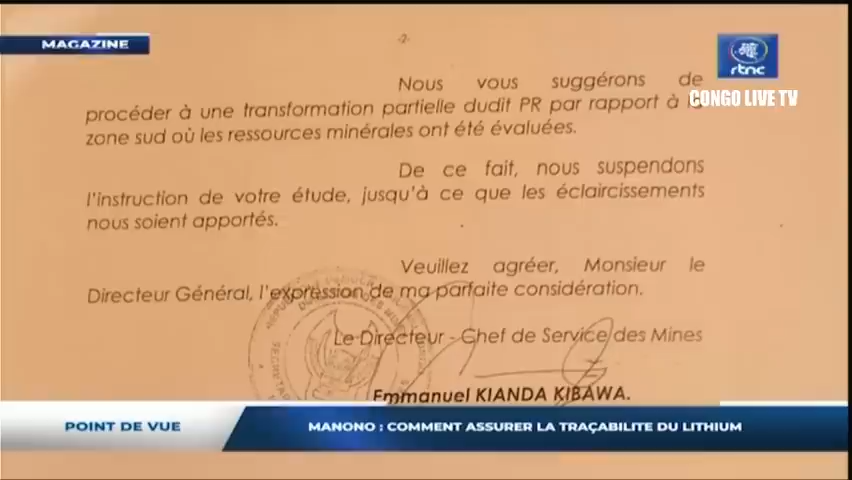 MAGAZINE
-2-
rtnc
CONGO LIVE TV
Nous vous suggérons de
procéder à une transformation partielle dudit PR par rapport à la
zone sud où les ressources minérales ont été évaluées.
De ce fait, nous suspendons
l'instruction de votre étude, jusqu'à ce que les éclaircissements
nous soient apportés.
Veuillez agréer, Monsieur le
Directeur Général, l'expression de ma parfaite considération.
Le Directeur - Chef de Service des Mines
Emmanuel KIANDA KIBAWA.
POINT DE VUE
MANONO : COMMENT ASSURER LA TRAÇABILITE DU LITHIUM